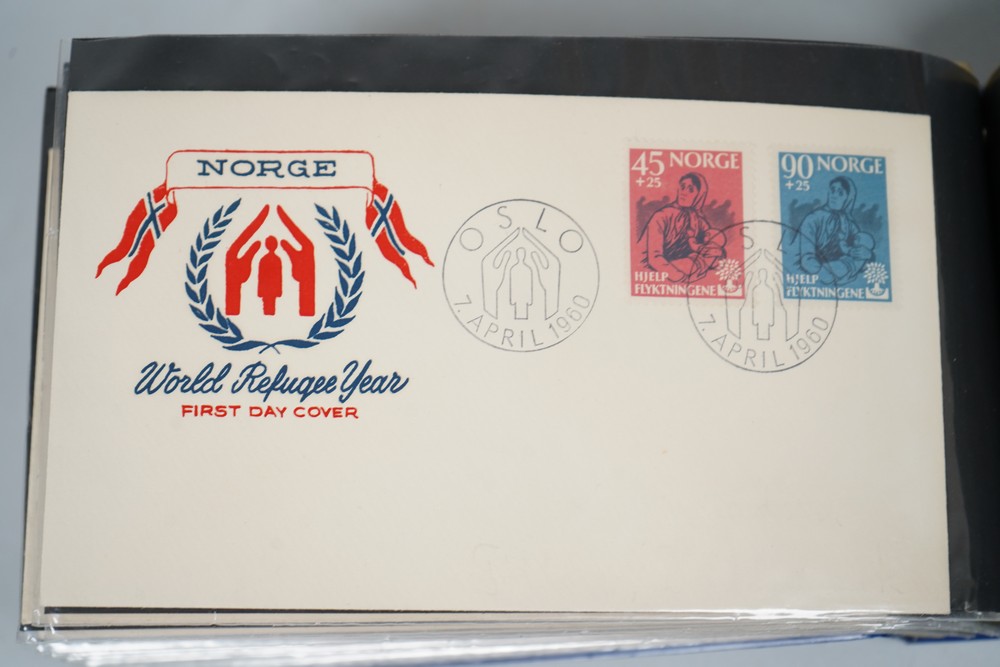 NORGE
World Refugee Year
FIRST DAY COVER
OSLO
7. APRIL 1960
45 NORGE
+25
HJELP
FLYKTNINGENE
90 NORGE
+25
HJELP
FLYKTNINGENE
OSLO
7. APRIL 1960